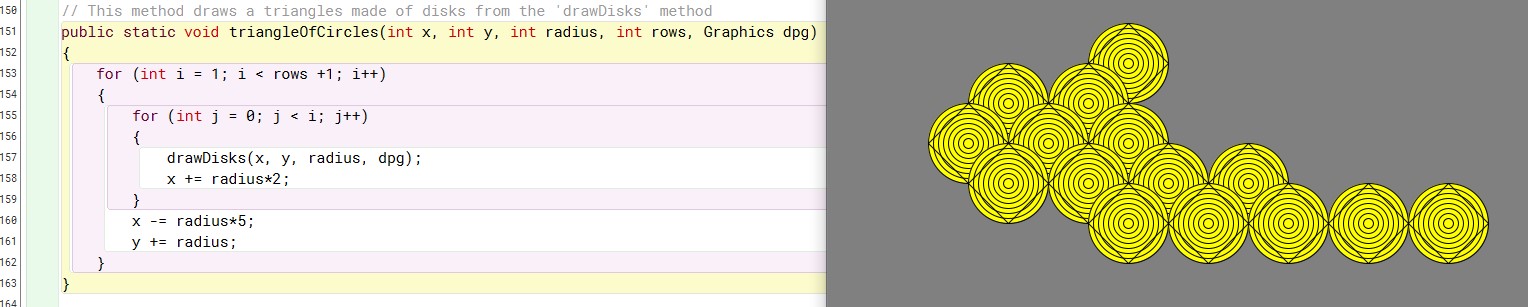 150 // This method draws a triangles made of disks from the 'drawDisks' method
151 public static void triangleOfCircles(int x, int y, int radius, int rows, Graphics dpg)
152 {
153 for (int i = 1; i < rows +1; i++)
154 {
155 for (int j = 0; j < i; j++)
156 {
157 drawDisks(x, y, radius, dpg);
158 x += radius*2;
159 }
160 x -= radius*5;
161 y += radius;
162 }
163 }
164